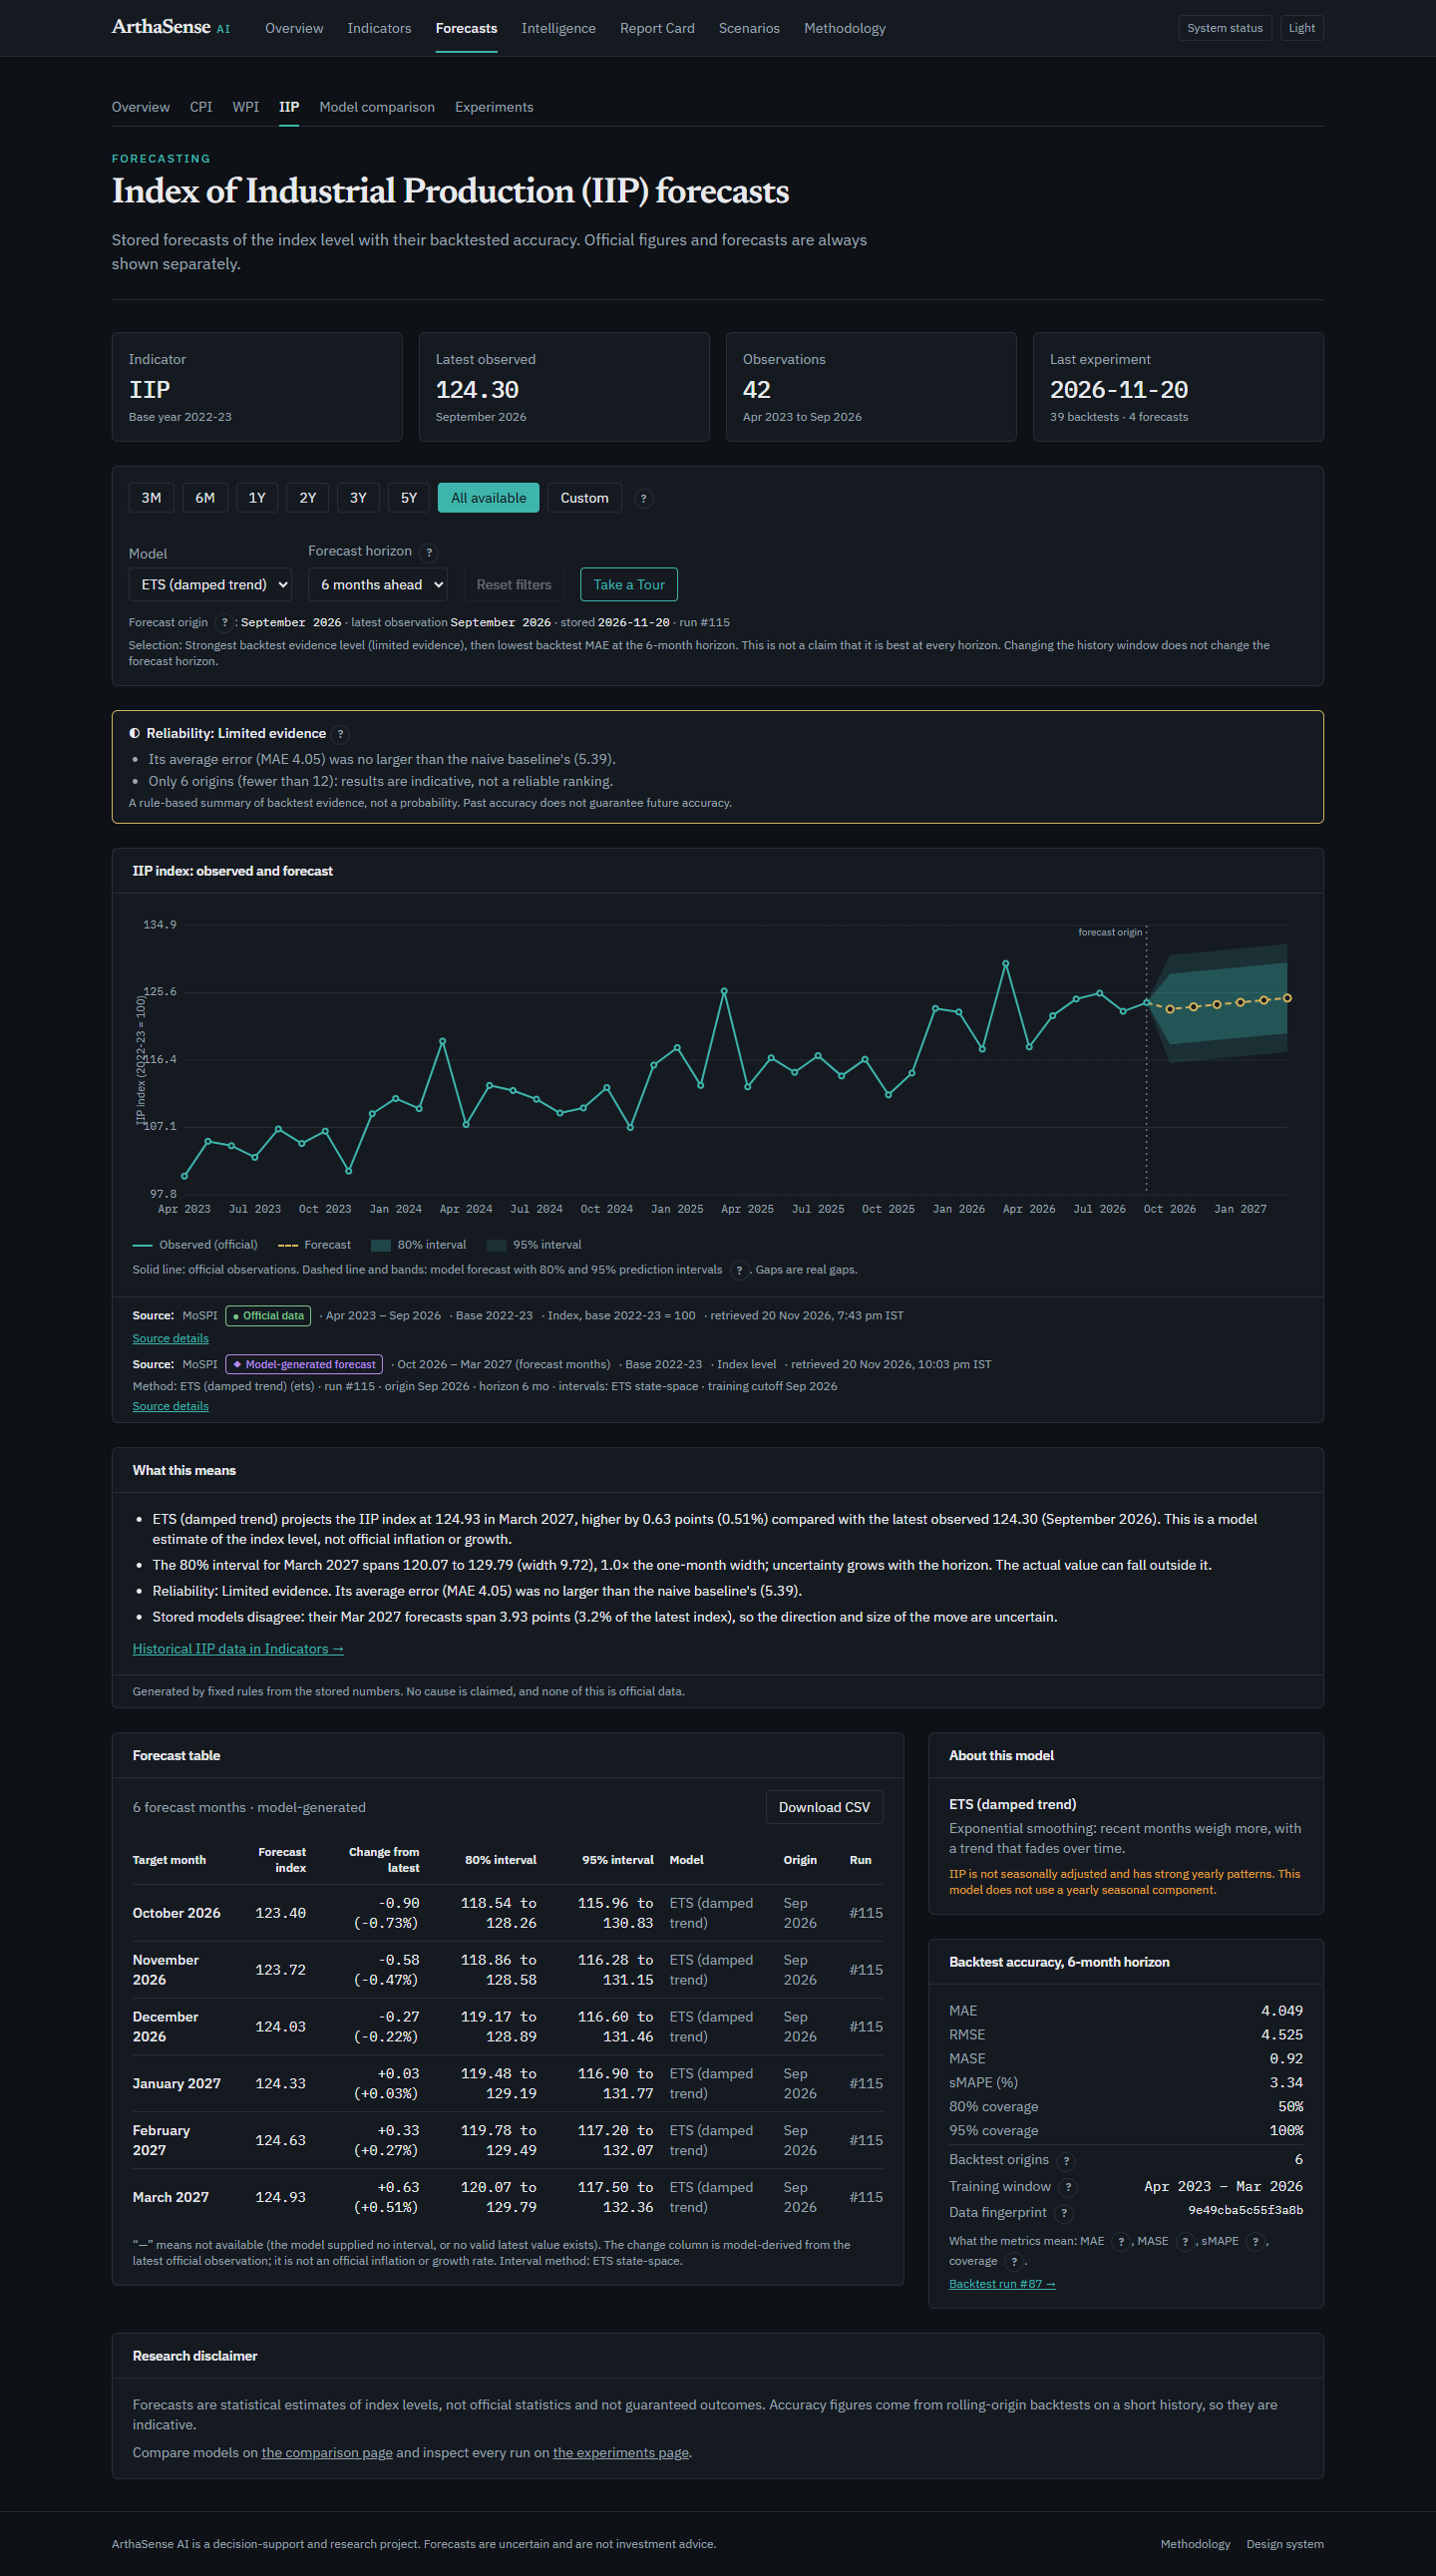 ArthaSense AI
Overview Indicators Forecasts Intelligence Report Card Scenarios Methodology
System status Light
Overview CPI WPI IIP Model comparison Experiments
FORECASTING
Index of Industrial Production (IIP) forecasts
Stored forecasts of the index level with their backtested accuracy. Official figures and forecasts are always
shown separately.
Indicator
IIP
Base year 2022-23
Latest observed
124.30
September 2026
Observations
42
Apr 2023 to Sep 2026
Last experiment
2026-11-20
39 backtests · 4 forecasts
3M 6M 1Y 2Y 3Y 5Y All available Custom ?
Model
ETS (damped trend)
Forecast horizon ?
6 months ahead
Reset filters
Take a Tour
Forecast origin ? : September 2026 · latest observation September 2026 · stored 2026-11-20 · run #115
Selection: Strongest backtest evidence level (limited evidence), then lowest backtest MAE at the 6-month horizon. This is not a claim that it is best at every horizon. Changing the history window does not change the
forecast horizon.
◐ Reliability: Limited evidence ?
• Its average error (MAE 4.05) was no larger than the naive baseline's (5.39).
• Only 6 origins (fewer than 12): results are indicative, not a reliable ranking.
A rule-based summary of backtest evidence, not a probability. Past accuracy does not guarantee future accuracy.
IIP index: observed and forecast
IIP index (2022-23 = 100)
134.9
125.6
116.4
107.1
97.8
forecast origin
Apr 2023 Jul 2023 Oct 2023 Jan 2024 Apr 2024 Jul 2024 Oct 2024 Jan 2025 Apr 2025 Jul 2025 Oct 2025 Jan 2026 Apr 2026 Jul 2026 Oct 2026 Jan 2027
Observed (official) Forecast 80% interval 95% interval
Solid line: official observations. Dashed line and bands: model forecast with 80% and 95% prediction intervals ? . Gaps are real gaps.
Source: MoSPI ● Official data · Apr 2023 – Sep 2026 · Base 2022-23 · Index, base 2022-23 = 100 · retrieved 20 Nov 2026, 7:43 pm IST
Source details
Source: MoSPI ◆ Model-generated forecast · Oct 2026 – Mar 2027 (forecast months) · Base 2022-23 · Index level · retrieved 20 Nov 2026, 10:03 pm IST
Method: ETS (damped trend) (ets) · run #115 · origin Sep 2026 · horizon 6 mo · intervals: ETS state-space · training cutoff Sep 2026
Source details
What this means
• ETS (damped trend) projects the IIP index at 124.93 in March 2027, higher by 0.63 points (0.51%) compared with the latest observed 124.30 (September 2026). This is a model
estimate of the index level, not official inflation or growth.
• The 80% interval for March 2027 spans 120.07 to 129.79 (width 9.72), 1.0× the one-month width; uncertainty grows with the horizon. The actual value can fall outside it.
• Reliability: Limited evidence. Its average error (MAE 4.05) was no larger than the naive baseline's (5.39).
• Stored models disagree: their Mar 2027 forecasts span 3.93 points (3.2% of the latest index), so the direction and size of the move are uncertain.
Historical IIP data in Indicators →
Generated by fixed rules from the stored numbers. No cause is claimed, and none of this is official data.
Forecast table
6 forecast months · model-generated
Download CSV
Target month Forecast index Change from latest 80% interval 95% interval Model Origin Run
October 2026 123.40 -0.90 (-0.73%) 118.54 to 128.26 115.96 to 130.83 ETS (damped trend) Sep 2026 #115
November 2026 123.72 -0.58 (-0.47%) 118.86 to 128.58 116.28 to 131.15 ETS (damped trend) Sep 2026 #115
December 2026 124.03 -0.27 (-0.22%) 119.17 to 128.89 116.60 to 131.46 ETS (damped trend) Sep 2026 #115
January 2027 124.33 +0.03 (+0.03%) 119.48 to 129.19 116.90 to 131.77 ETS (damped trend) Sep 2026 #115
February 2027 124.63 +0.33 (+0.27%) 119.78 to 129.49 117.20 to 132.07 ETS (damped trend) Sep 2026 #115
March 2027 124.93 +0.63 (+0.51%) 120.07 to 129.79 117.50 to 132.36 ETS (damped trend) Sep 2026 #115
“—” means not available (the model supplied no interval, or no valid latest value exists). The change column is model-derived from the
latest official observation; it is not an official inflation or growth rate. Interval method: ETS state-space.
About this model
ETS (damped trend)
Exponential smoothing: recent months weigh more, with
a trend that fades over time.
IIP is not seasonally adjusted and has strong yearly patterns. This
model does not use a yearly seasonal component.
Backtest accuracy, 6-month horizon
MAE 4.049
RMSE 4.525
MASE 0.92
sMAPE (%) 3.34
80% coverage 50%
95% coverage 100%
Backtest origins ? 6
Training window ? Apr 2023 – Mar 2026
Data fingerprint ? 9e49cba5c55f3a8b
What the metrics mean: MAE ? , MASE ? , sMAPE ? ,
coverage ? .
Backtest run #87 →
Research disclaimer
Forecasts are statistical estimates of index levels, not official statistics and not guaranteed outcomes. Accuracy figures come from rolling-origin backtests on a short history, so they are
indicative.
Compare models on the comparison page and inspect every run on the experiments page.
ArthaSense AI is a decision-support and research project. Forecasts are uncertain and are not investment advice.
Methodology Design system